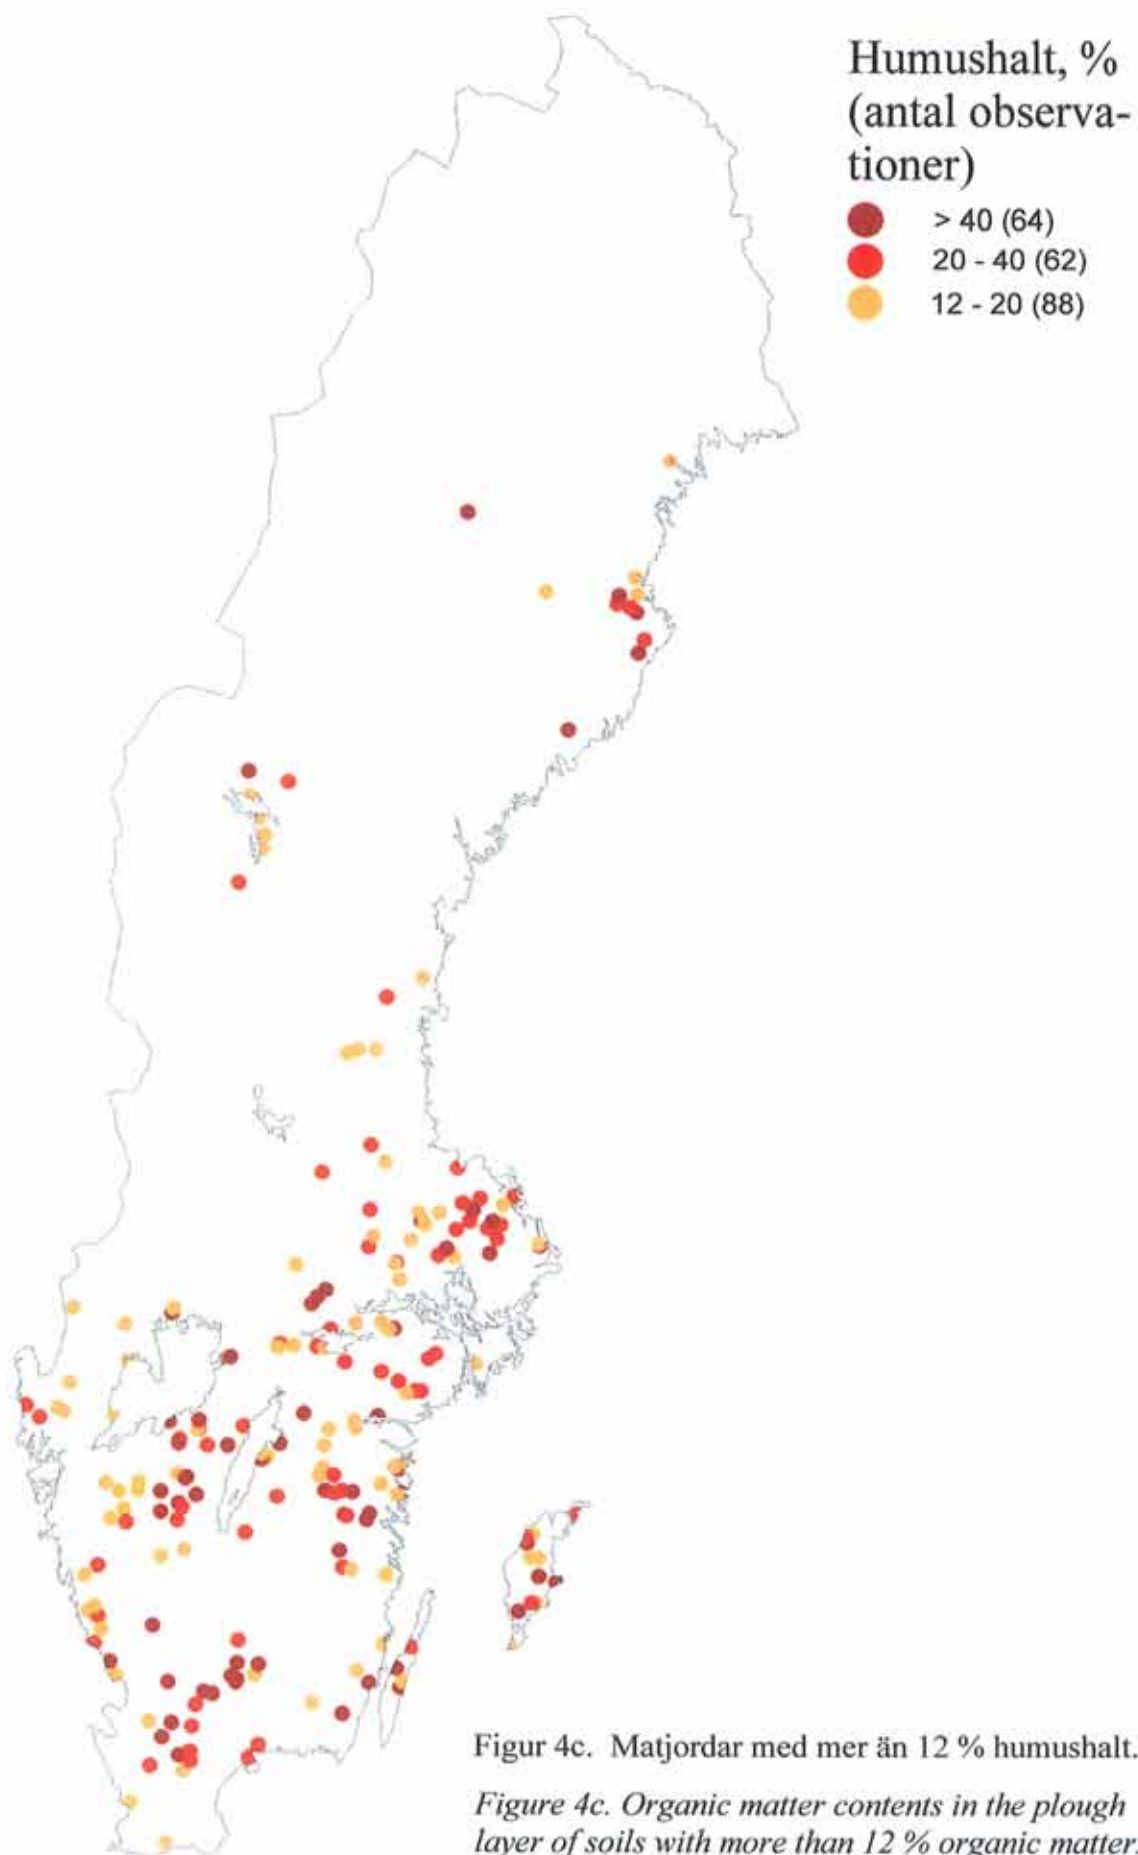 Humushalt, %
(antal observa-
tioner)
> 40 (64)
20 - 40 (62)
12 - 20 (88)
Figur 4c. Matjordar med mer än 12 % humushalt.
Figure 4c. Organic matter contents in the plough
layer of soils with more than 12 % organic matter.